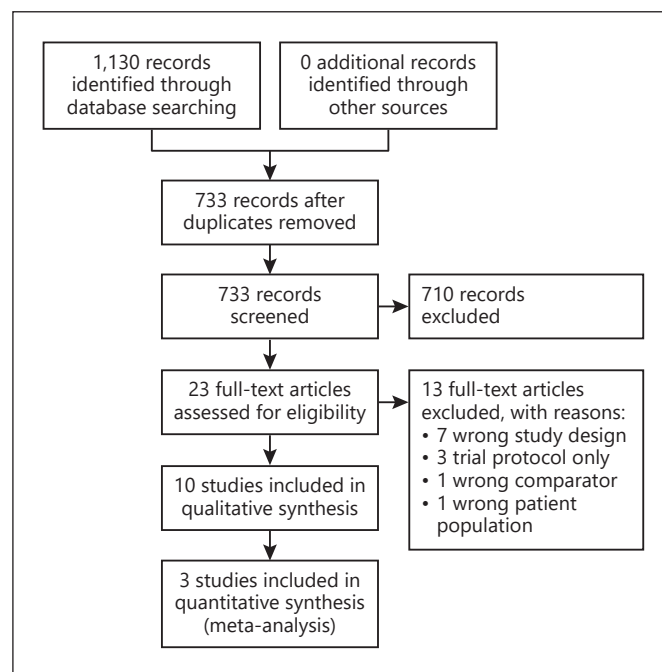 1,130 records
identified through
database searching
0 additional records
identified through
other sources
733 records after
duplicates removed
733 records
screened
710 records
excluded
23 full-text articles
assessed for eligibility
13 full-text articles
excluded, with reasons:
• 7 wrong study design
• 3 trial protocol only
• 1 wrong comparator
• 1 wrong patient
population
10 studies included in
qualitative synthesis
3 studies included in
quantitative synthesis
(meta-analysis)